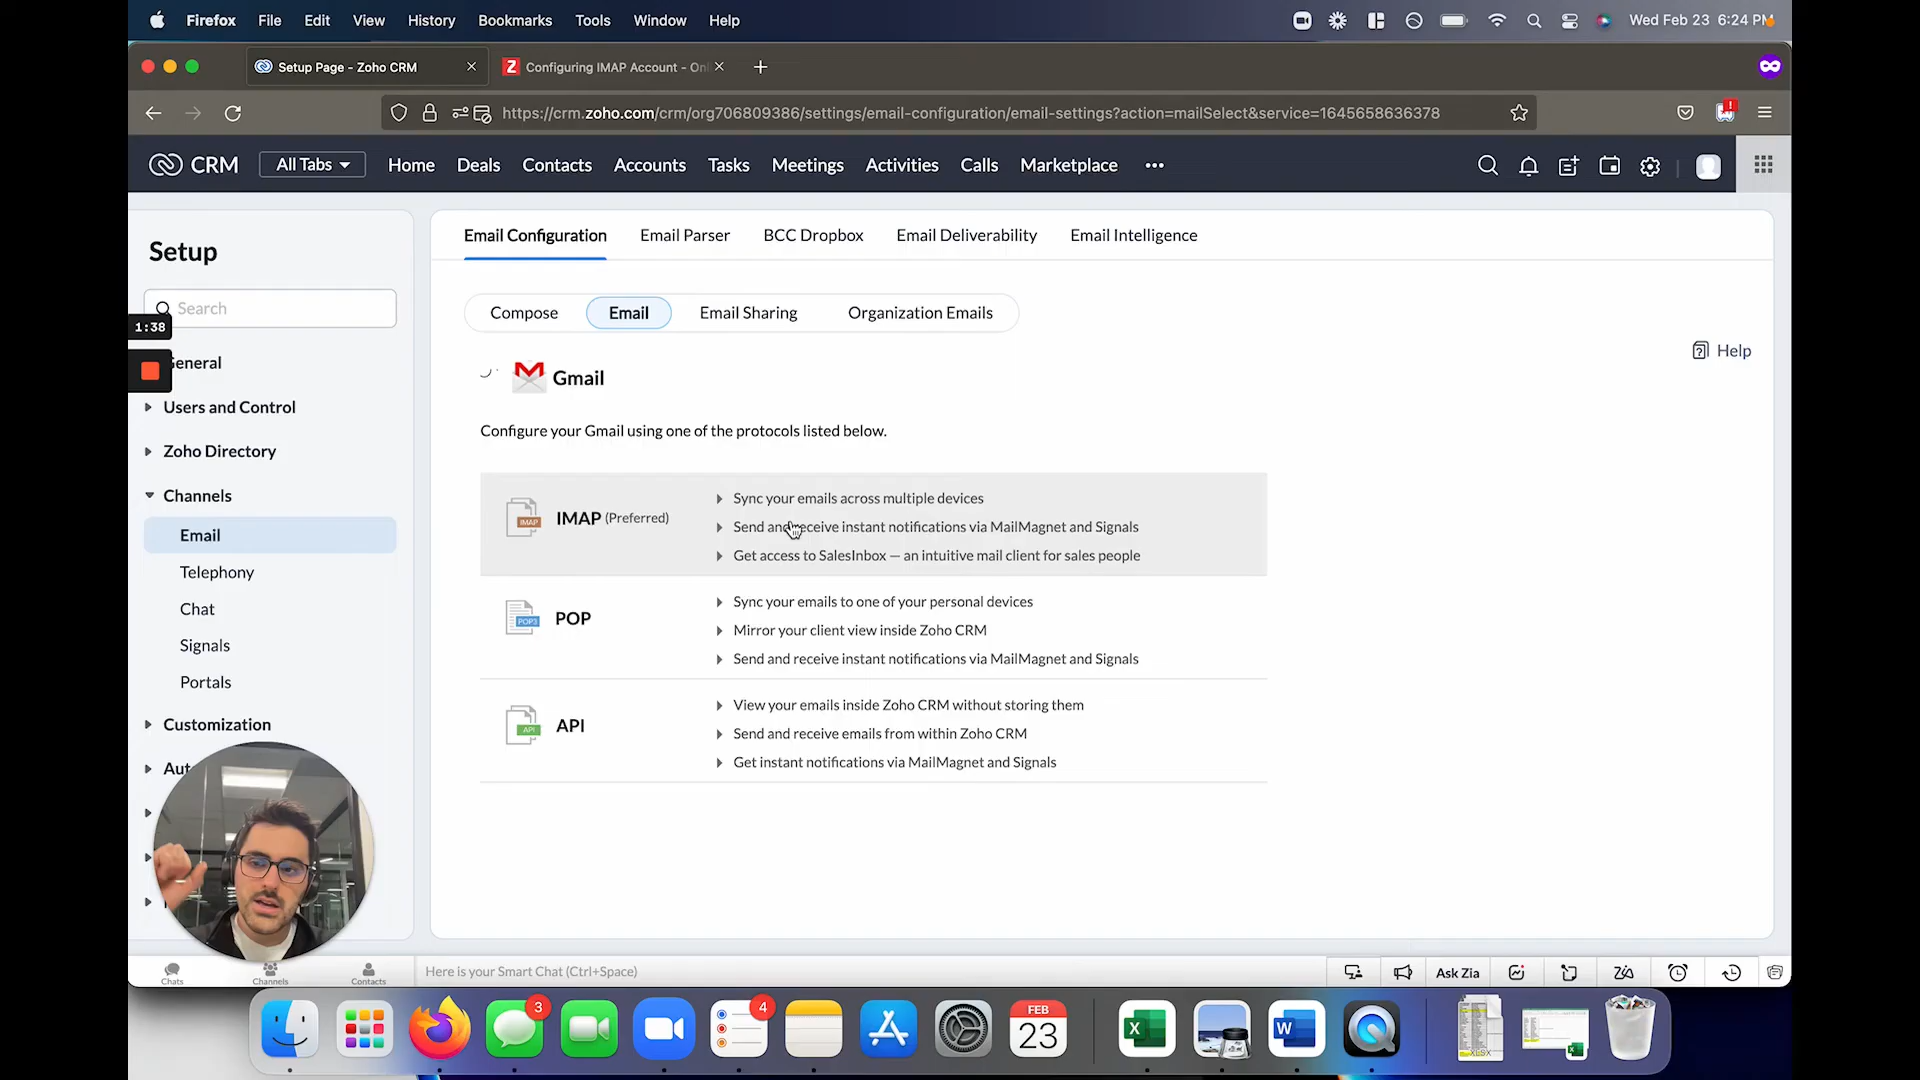 Firefox File Edit View History Bookmarks Tools Window Help
Wed Feb 23 6:24 PM
Setup Page - Zoho CRM
Z Configuring IMAP Account - Onl
https://crm.zoho.com/crm/org706809386/settings/email-configuration/email-settings?action=mailSelect&service=1645658636378
CRM All Tabs Home Deals Contacts Accounts Tasks Meetings Activities Calls Marketplace •••
Setup
Search
1:38
General
Users and Control
Zoho Directory
Channels
Email
Telephony
Chat
Signals
Portals
Customization
Aut
Email Configuration Email Parser BCC Dropbox Email Deliverability Email Intelligence
Compose Email Email Sharing Organization Emails
Help
Gmail
Configure your Gmail using one of the protocols listed below.
IMAP
IMAP (Preferred)
Sync your emails across multiple devices
Send and receive instant notifications via MailMagnet and Signals
Get access to SalesInbox — an intuitive mail client for sales people
POP3
POP
Sync your emails to one of your personal devices
Mirror your client view inside Zoho CRM
Send and receive instant notifications via MailMagnet and Signals
API
API
View your emails inside Zoho CRM without storing them
Send and receive emails from within Zoho CRM
Get instant notifications via MailMagnet and Signals
Chats Channels Contacts
Here is your Smart Chat (Ctrl+Space)
Ask Zia
3
4
FEB
23
X
W
XLSX